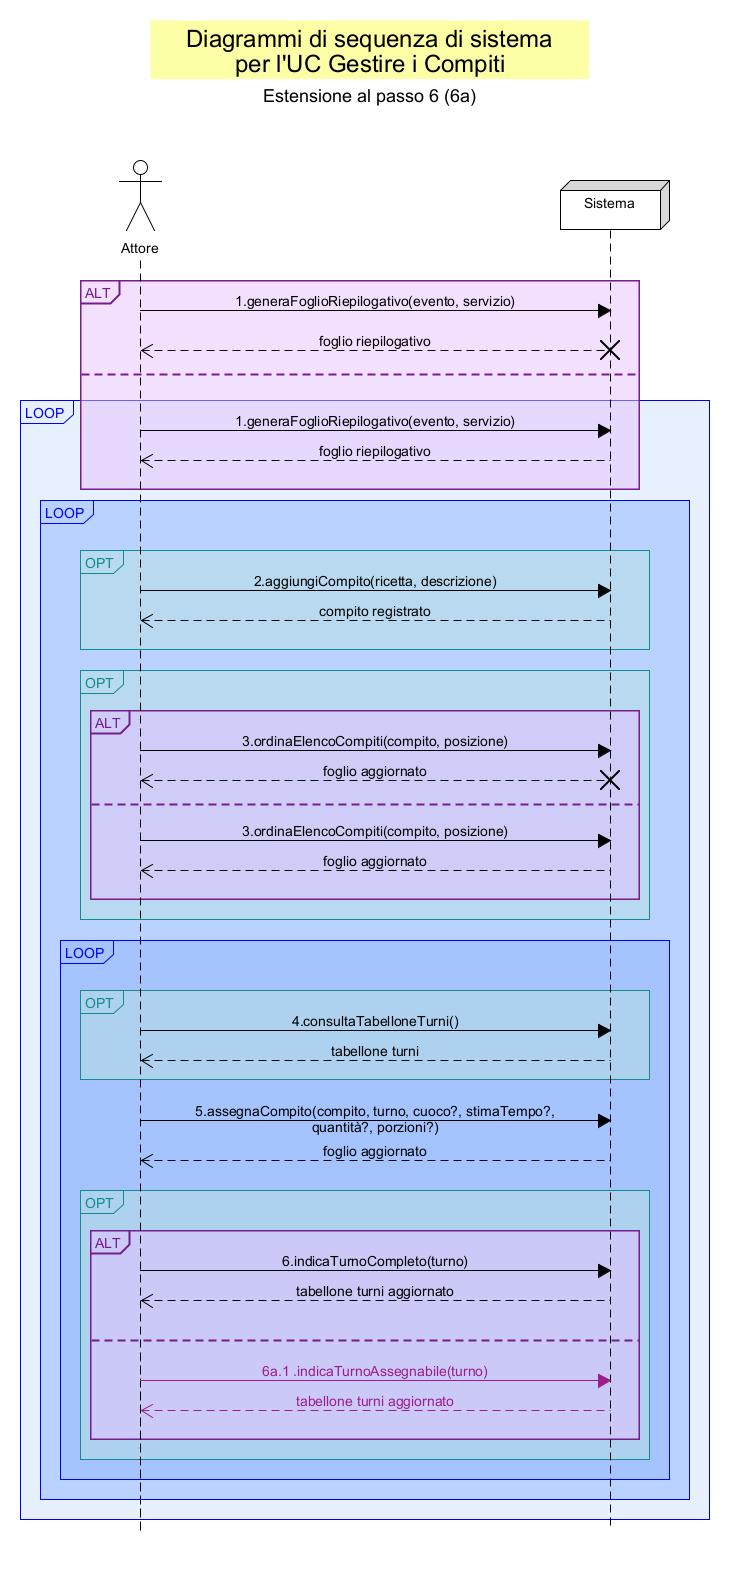 Diagrammi di sequenza di sistema
per l'UC Gestire i Compiti
Estensione al passo 6 (6a)
Sistema
Attore
ALT
1.generaFoglioRiepilogativo(evento, servizio)
foglio riepilogativo
LOOP
1.generaFoglioRiepilogativo(evento, servizio)
foglio riepilogativo
LOOP
OPT
2.aggiungiCompito(ricetta, descrizione)
compito registrato
OPT
ALT
3.ordinaElencoCompiti(compito, posizione)
foglio aggiornato
3.ordinaElencoCompiti(compito, posizione)
foglio aggiornato
LOOP
OPT
4.consultaTabelloneTurni()
tabellone turni
5.assegnaCompito(compito, turno, cuoco?, stimaTempo?,
quantità?, porzioni?)
foglio aggiornato
OPT
ALT
6.indicaTurnoCompleto(turno)
tabellone turni aggiornato
6a.1 .indicaTurnoAssegnabile(turno)
tabellone turni aggiornato